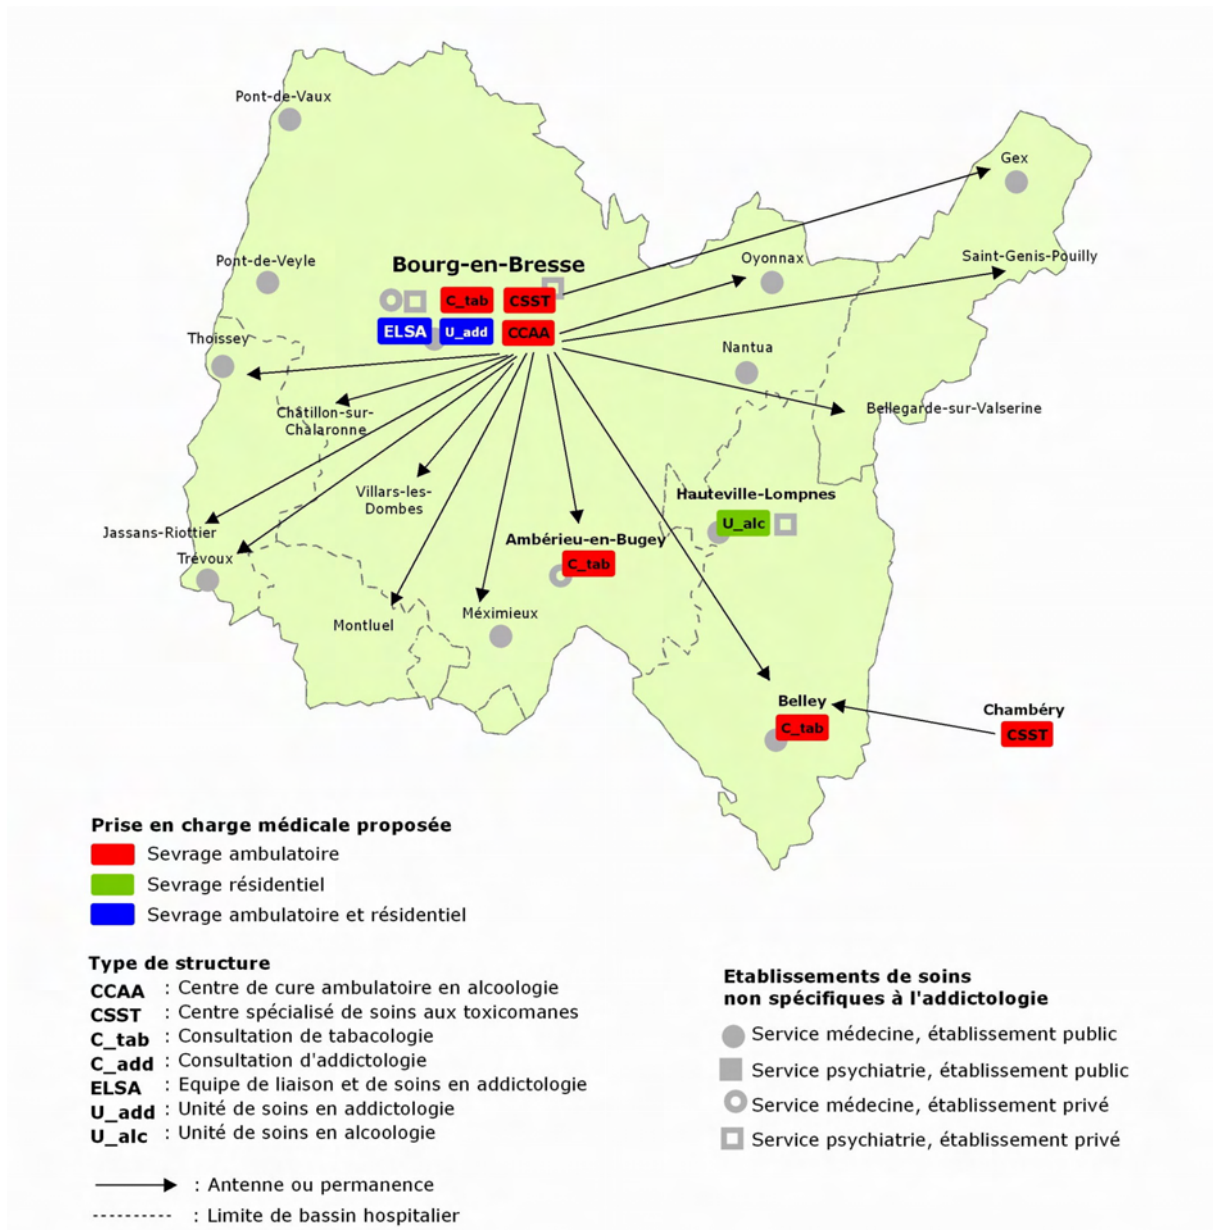 Pont-de-Vaux
Gex
Pont-de-Veyle
Bourg-en-Bresse
Oyonnax
Saint-Genis-Pouilly
C_tab
CSST
ELSA
U_add
CCAA
Thoissey
Nantua
Châtillon-sur-
Chalaronne
Bellegarde-sur-Valserine
Villars-les-
Dombes
Hauteville-Lompnes
U_alc
Jassans-Riottier
Ambérieu-en-Bugey
C_tab
Trévoux
Montluel
Méximieux
Belley
C_tab
Chambéry
CSST
Prise en charge médicale proposée
Sevrage ambulatoire
Sevrage résidentiel
Sevrage ambulatoire et résidentiel
Type de structure
CCAA : Centre de cure ambulatoire en alcoologie
CSST : Centre spécialisé de soins aux toxicomanes
C_tab : Consultation de tabacologie
C_add : Consultation d'addictologie
ELSA : Equipe de liaison et de soins en addictologie
U_add : Unité de soins en addictologie
U_alc : Unité de soins en alcoologie
: Antenne ou permanence
: Limite de bassin hospitalier
Etablissements de soins
non spécifiques à l'addictologie
Service médecine, établissement public
Service psychiatrie, établissement public
Service médecine, établissement privé
Service psychiatrie, établissement privé